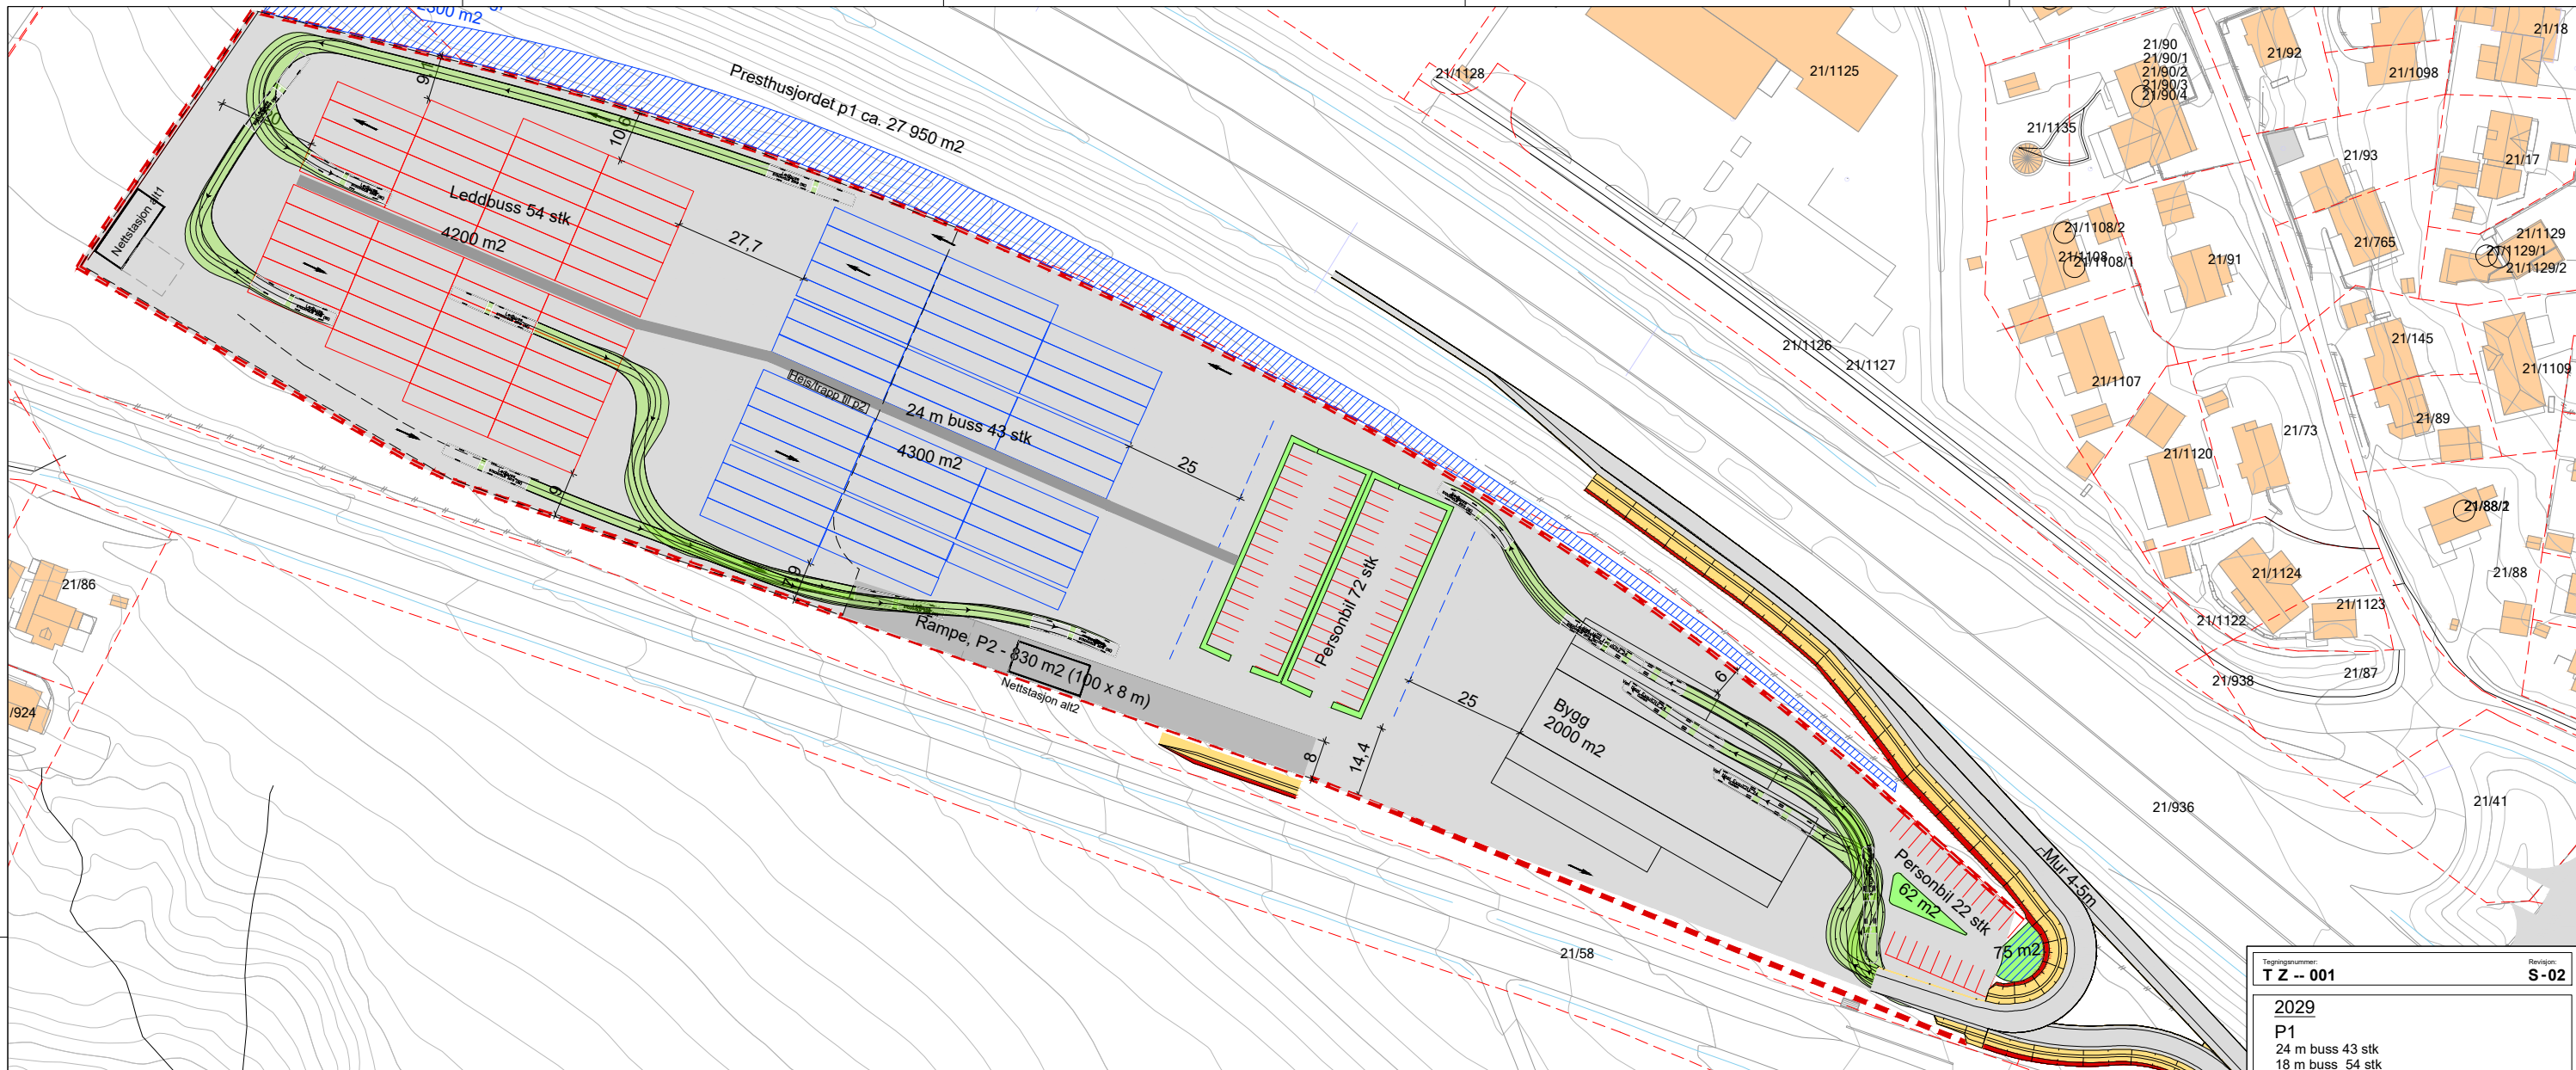 2300 m2
Presthusjordet p1 ca. 27 950 m2
9,1
10,6
Leddbuss 54 stk
4200 m2
27,7
Nettstasjon alt1
Heis/trapp til p2
24 m buss 43 stk
4300 m2
25
9
7,9
Rampe, P2 - 830 m2 (100 x 8 m)
Nettstasjon alt2
8
14,4
Personbil 72 stk
25
Bygg
2000 m2
6
Personbil 22 stk
62 m2
75 m2
Mur 4-5m
21/1128
21/1125
21/1126
21/1127
21/90
21/90/1
21/90/2
21/90/3
21/90/4
21/1135
21/92
21/1098
21/18
21/93
21/17
21/765
21/1129
21/1129/1
21/1129/2
21/1108/2
21/1108
21/1108/1
21/91
21/1107
21/145
21/1109
21/89
21/73
21/1120
21/88/2
21/88
21/1124
21/1123
21/1122
21/87
21/938
21/936
21/41
21/58
21/86
/924
Tegningsnummer:
T Z -- 001
Revisjon:
S-02
2029
P1
24 m buss 43 stk
18 m buss 54 stk